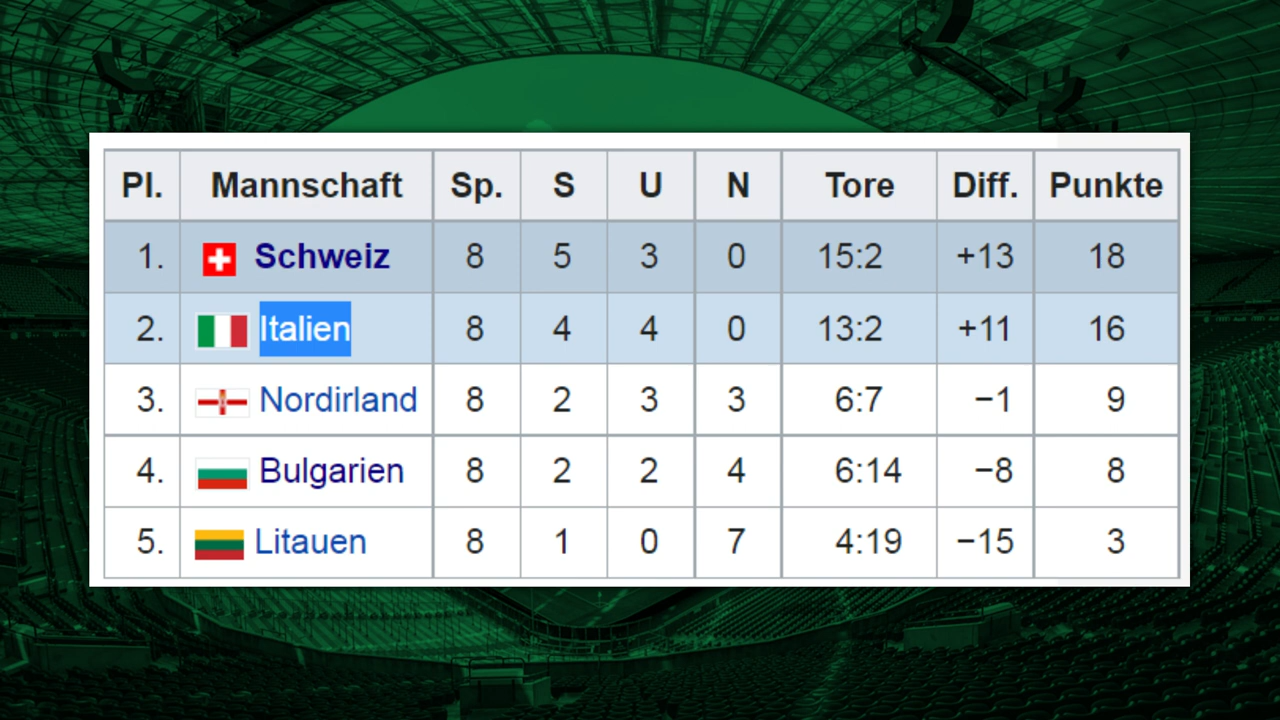 Pl. Mannschaft Sp. S U N Tore Diff. Punkte
1. Schweiz 8 5 3 0 15:2 +13 18
2. Italien 8 4 4 0 13:2 +11 16
3. Nordirland 8 2 3 3 6:7 −1 9
4. Bulgarien 8 2 2 4 6:14 −8 8
5. Litauen 8 1 0 7 4:19 −15 3